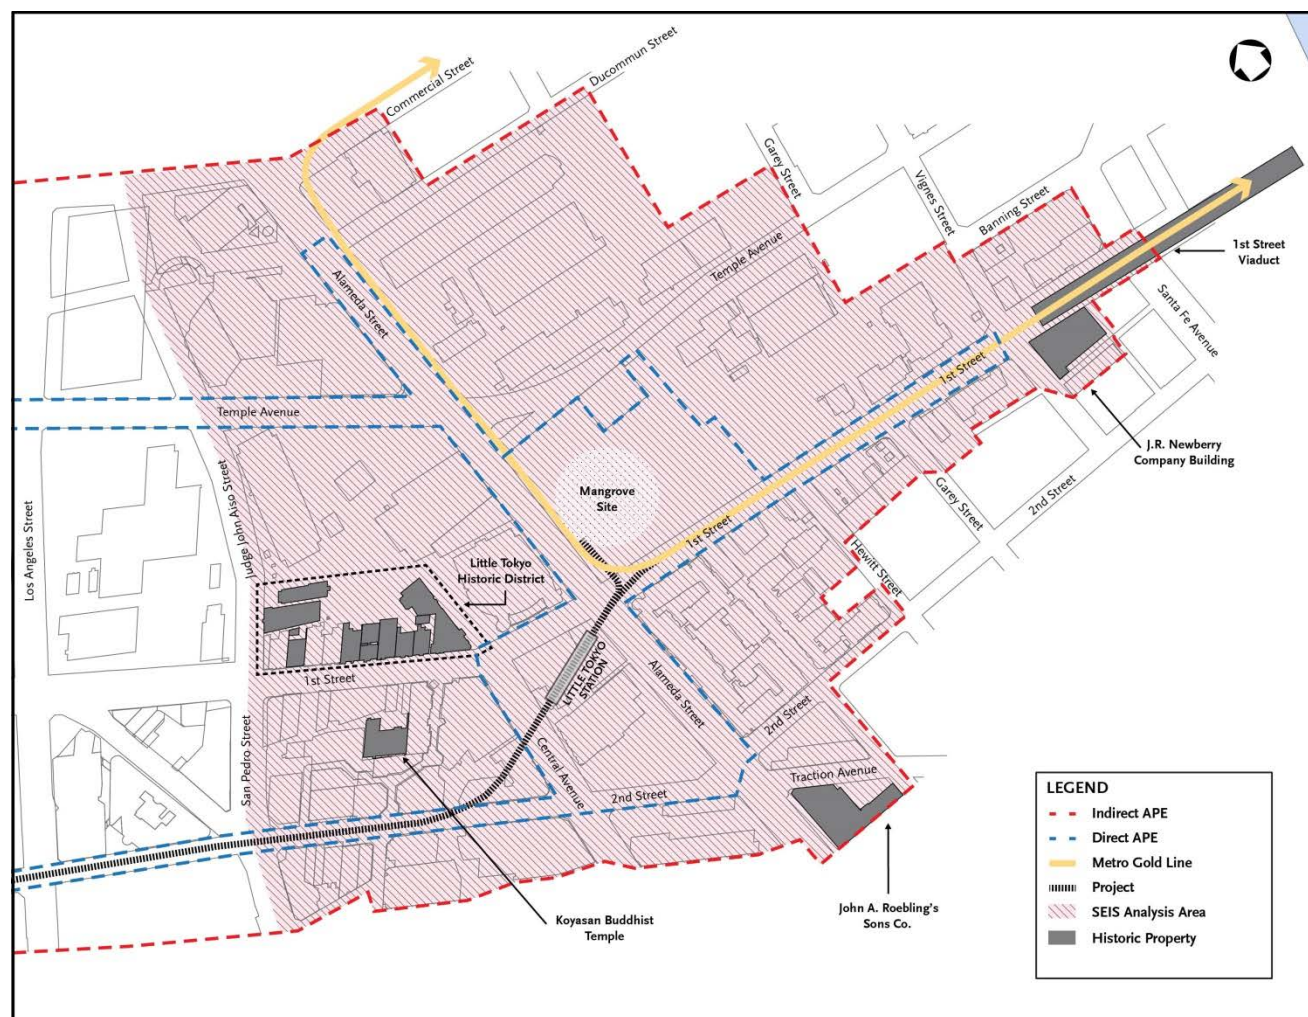 Commercial Street
Ducommun Street
Garey Street
Vignes Street
Banning Street
Temple Avenue
1st Street
Viaduct
Santa Fe Avenue
Alameda Street
1st Street
Temple Avenue
J.R. Newberry
Company Building
Mangrove
Site
Los Angeles Street
Judge John Aiso Street
1st Street
Garey Street
2nd Street
Hewitt Street
Little Tokyo
Historic District
1st Street
LITTLE TOKYO
STATION
Alameda Street
2nd Street
San Pedro Street
Central Avenue
Traction Avenue
2nd Street
Koyasan Buddhist
Temple
John A. Roebling's
Sons Co.
LEGEND
Indirect APE
Direct APE
Metro Gold Line
Project
SEIS Analysis Area
Historic Property